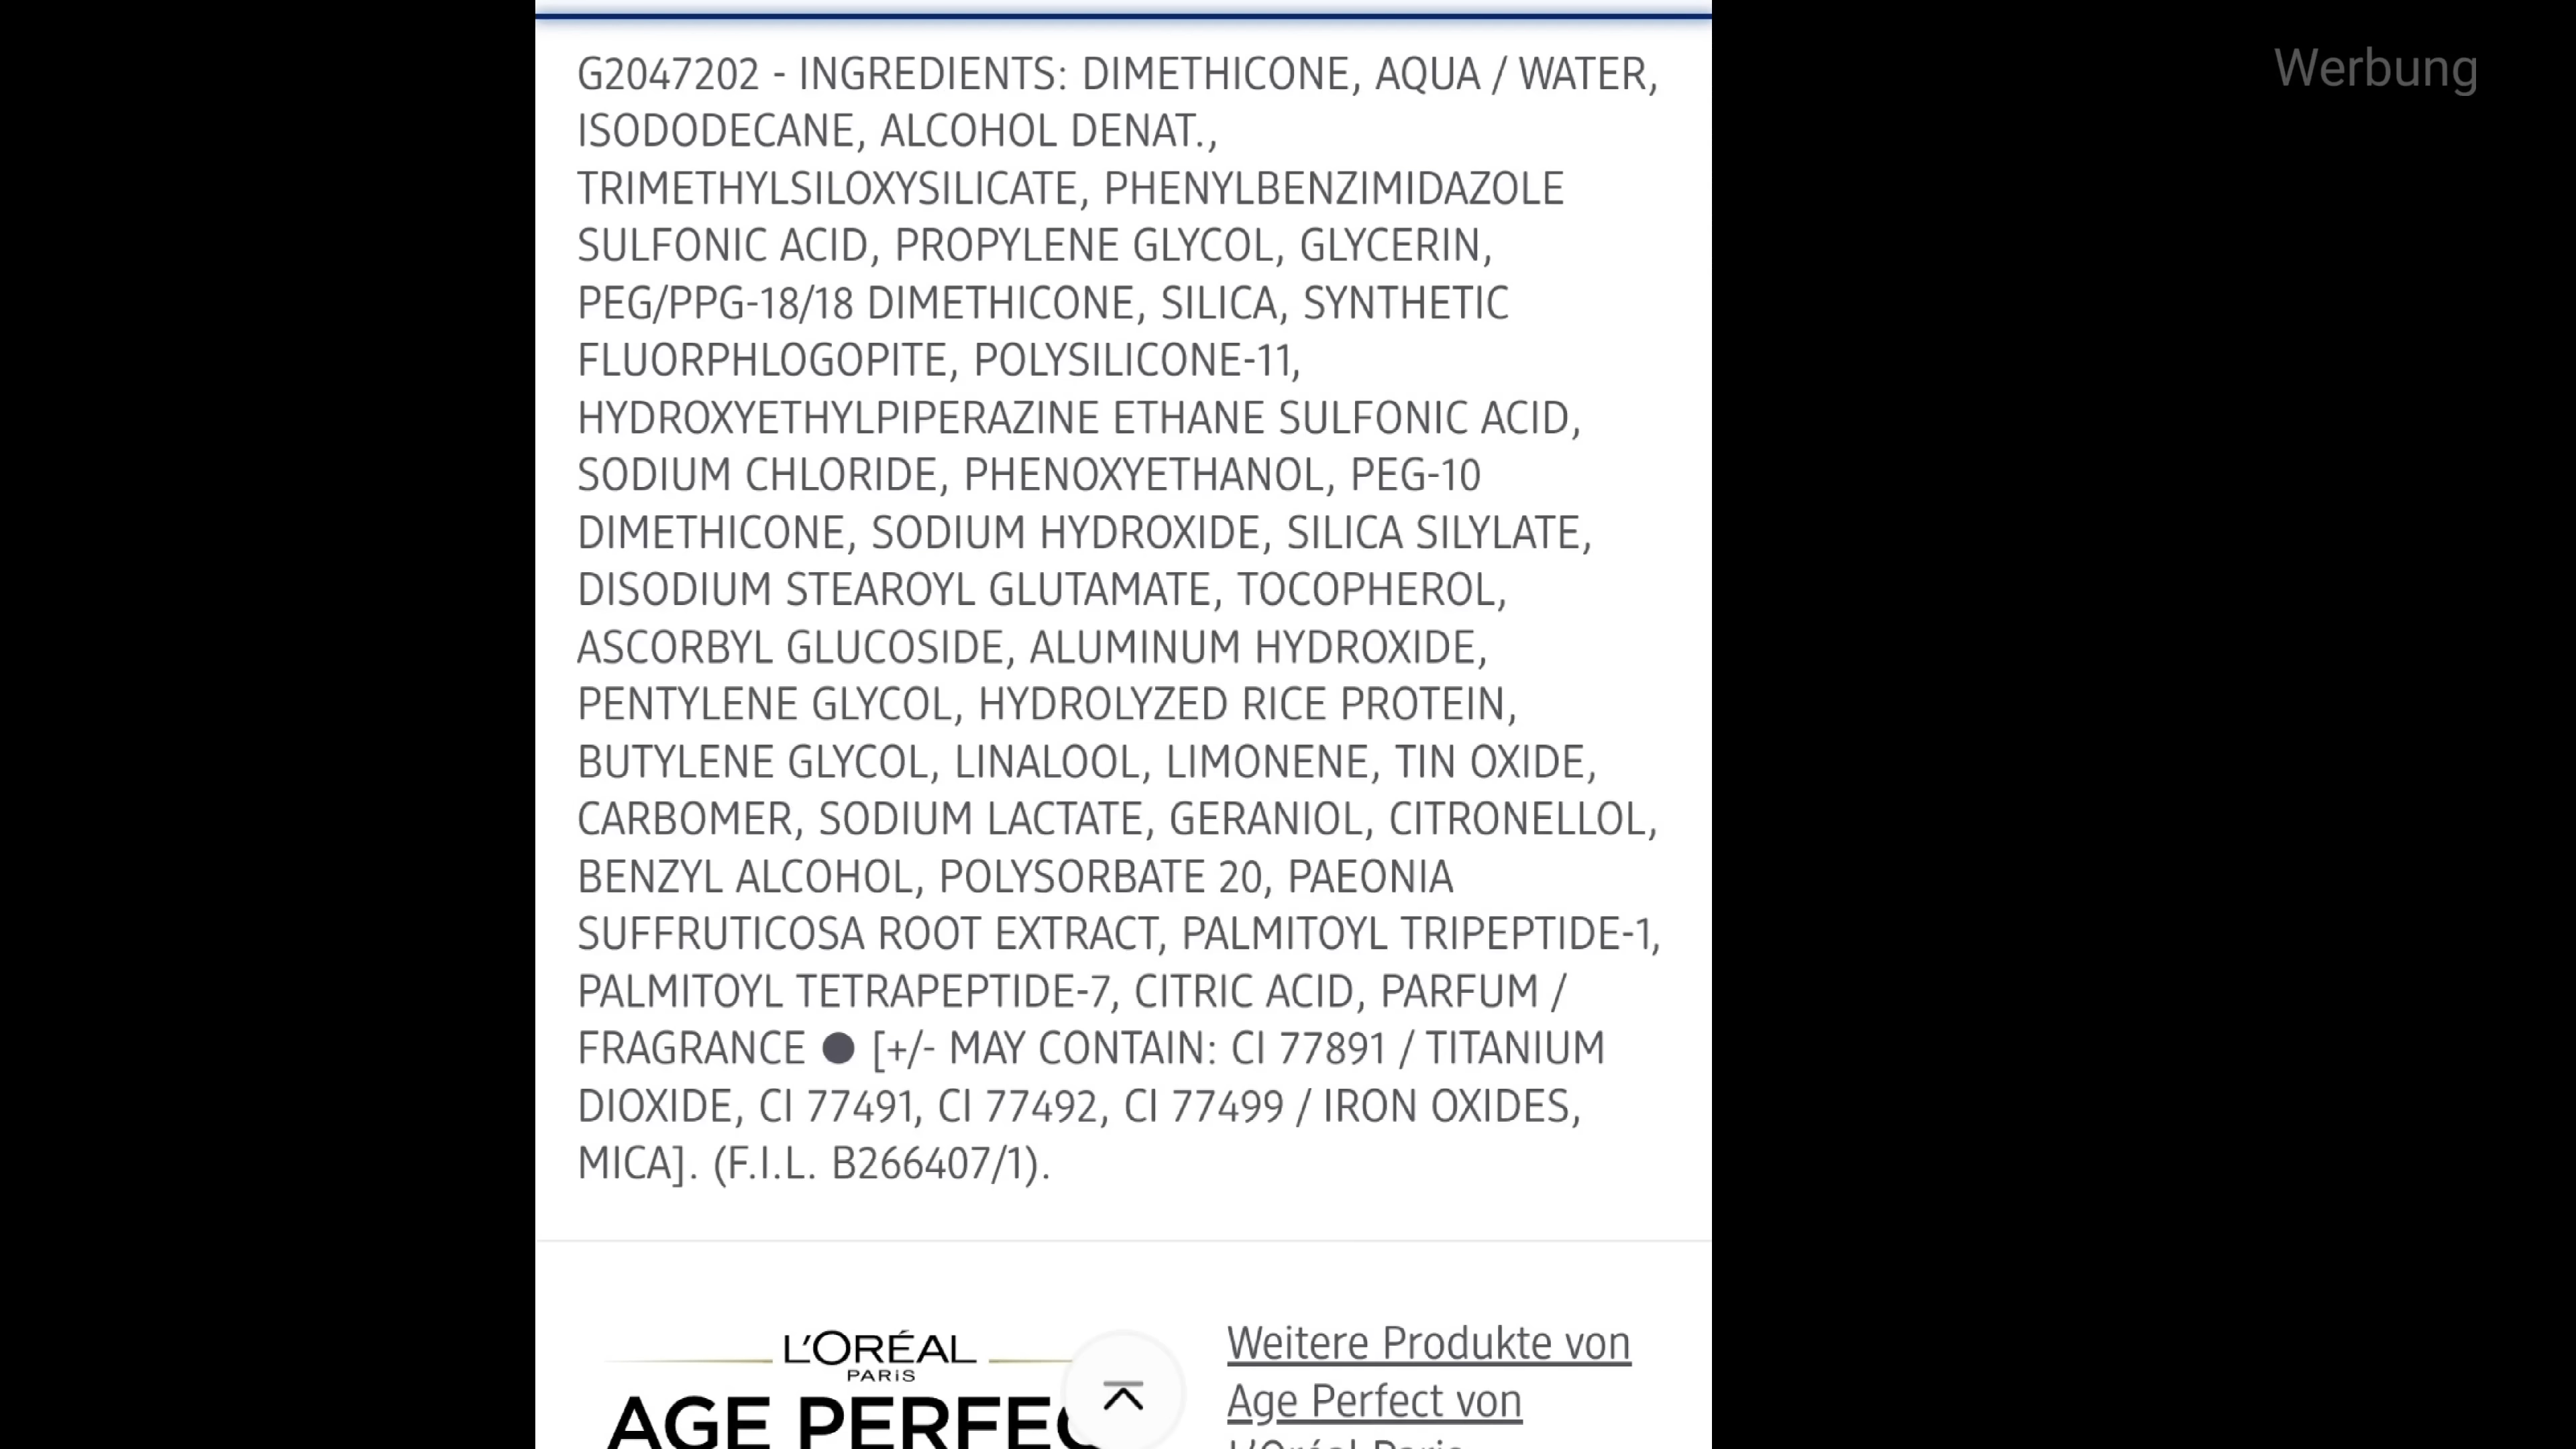 Werbung
G2047202 - INGREDIENTS: DIMETHICONE, AQUA / WATER,
ISODODECANE, ALCOHOL DENAT.,
TRIMETHYLSILOXYSILICATE, PHENYLBENZIMIDAZOLE
SULFONIC ACID, PROPYLENE GLYCOL, GLYCERIN,
PEG/PPG-18/18 DIMETHICONE, SILICA, SYNTHETIC
FLUORPHLOGOPITE, POLYSILICONE-11,
HYDROXYETHYLPIPERAZINE ETHANE SULFONIC ACID,
SODIUM CHLORIDE, PHENOXYETHANOL, PEG-10
DIMETHICONE, SODIUM HYDROXIDE, SILICA SILYLATE,
DISODIUM STEAROYL GLUTAMATE, TOCOPHEROL,
ASCORBYL GLUCOSIDE, ALUMINUM HYDROXIDE,
PENTYLENE GLYCOL, HYDROLYZED RICE PROTEIN,
BUTYLENE GLYCOL, LINALOOL, LIMONENE, TIN OXIDE,
CARBOMER, SODIUM LACTATE, GERANIOL, CITRONELLOL,
BENZYL ALCOHOL, POLYSORBATE 20, PAEONIA
SUFFRUTICOSA ROOT EXTRACT, PALMITOYL TRIPEPTIDE-1,
PALMITOYL TETRAPEPTIDE-7, CITRIC ACID, PARFUM /
FRAGRANCE ● [+/- MAY CONTAIN: CI 77891 / TITANIUM
DIOXIDE, CI 77491, CI 77492, CI 77499 / IRON OXIDES,
MICA]. (F.I.L. B266407/1).
L'ORÉAL
PARIS
AGE PERFEC
Weitere Produkte von
Age Perfect von
L'Oréal Paris